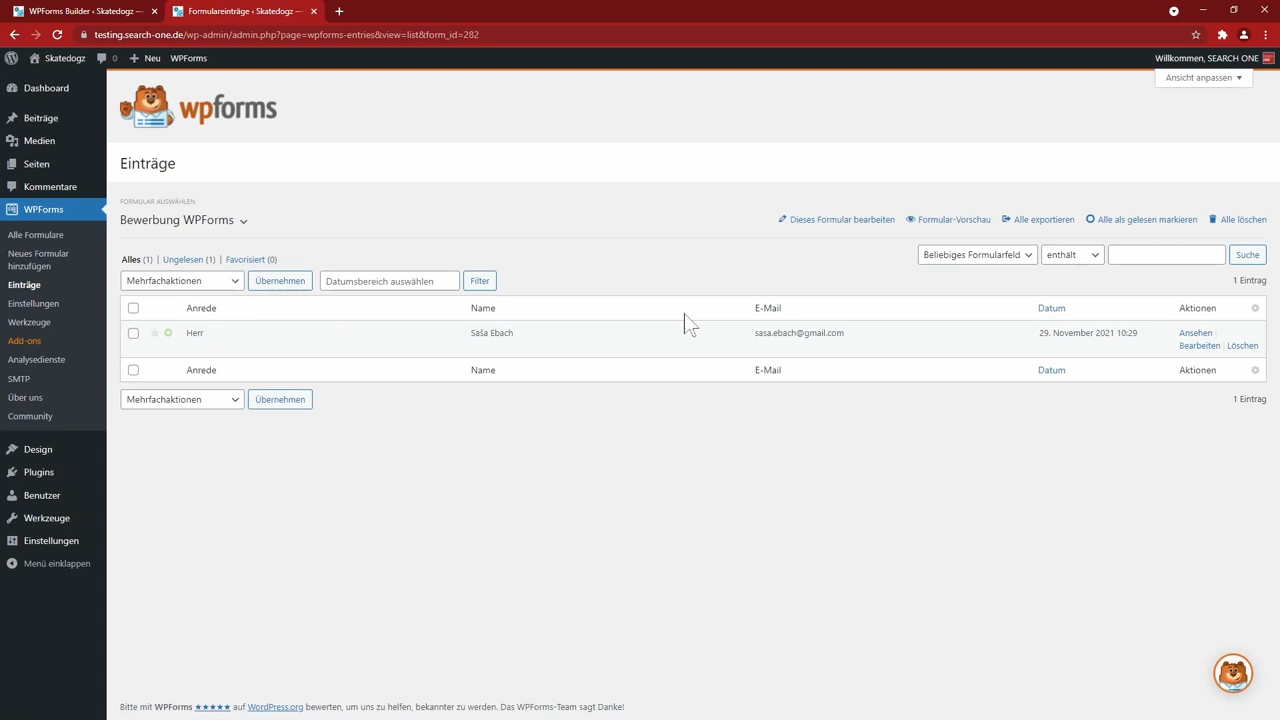 WPForms Builder ‹ Skatedogz —
Formulareinträge ‹ Skatedogz —
testing.search-one.de/wp-admin/admin.php?page=wpforms-entries&view=list&form_id=282
Skatedogz 0 Neu WPForms Willkommen, SEARCH ONE
Ansicht anpassen
Dashboard
Beiträge
Medien
Seiten
Kommentare
WPForms
Alle Formulare
Neues Formular
hinzufügen
Einträge
Einstellungen
Werkzeuge
Add-ons
Analysedienste
SMTP
Über uns
Community
Design
Plugins
Benutzer
Werkzeuge
Einstellungen
Menü einklappen
wpforms
Einträge
FORMULAR AUSWÄHLEN
Bewerbung WPForms
Dieses Formular bearbeiten Formular-Vorschau Alle exportieren Alle als gelesen markieren Alle löschen
Alles (1) | Ungelesen (1) | Favorisiert (0)
Beliebiges Formularfeld enthält Suche
Mehrfachaktionen Übernehmen Datumsbereich auswählen Filter 1 Eintrag
Anrede Name E-Mail Datum Aktionen
Herr Saša Ebach sasa.ebach@gmail.com 29. November 2021 10:29 Ansehen |
Bearbeiten | Löschen
Anrede Name E-Mail Datum Aktionen
Mehrfachaktionen Übernehmen 1 Eintrag
Bitte mit WPForms ★★★★★ auf WordPress.org bewerten, um uns zu helfen, bekannter zu werden. Das WPForms-Team sagt Danke!